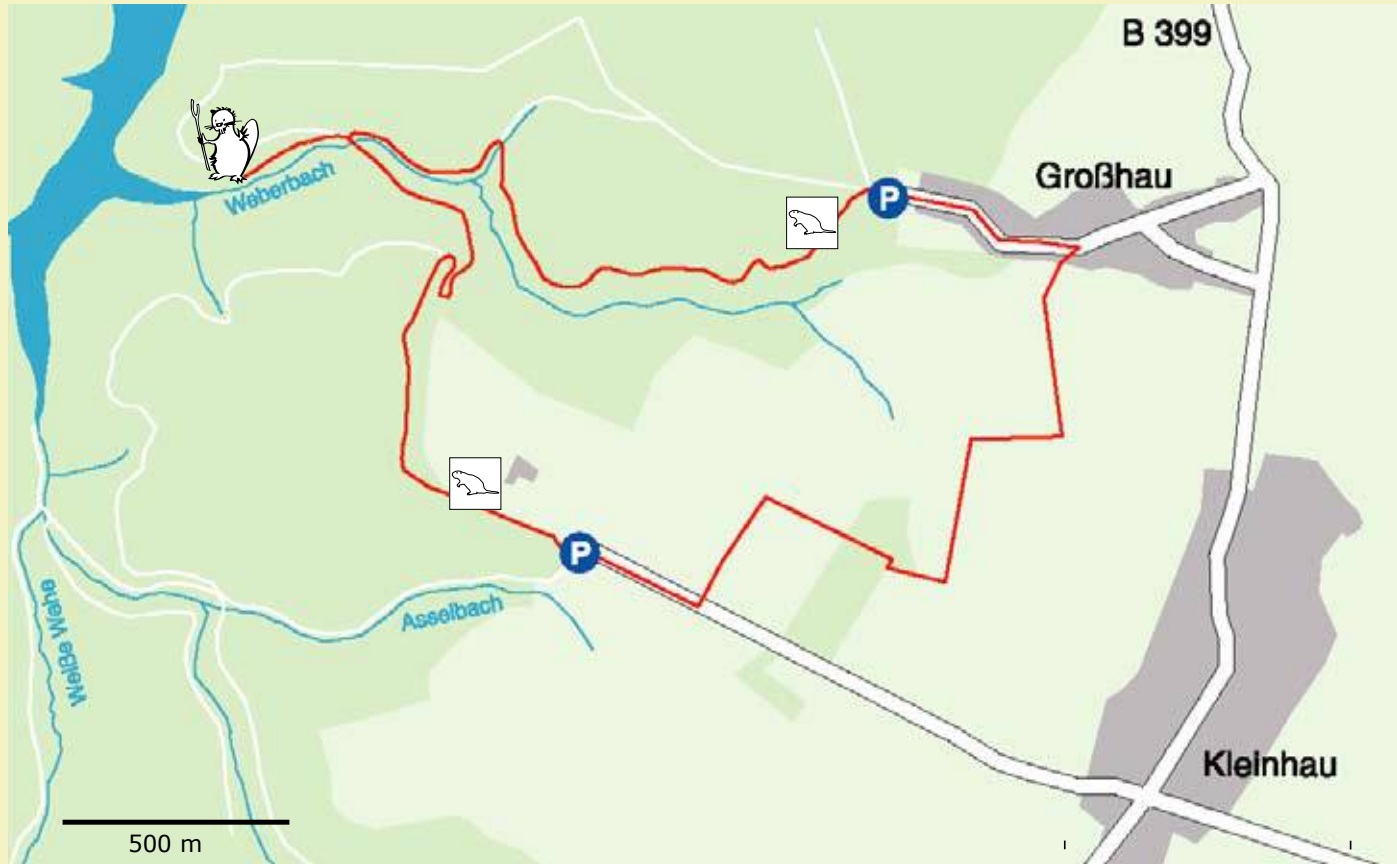 B 399
Großhau
P
Weberbach
P
Asselbach
Weiße Wehe
Kleinhau
500 m